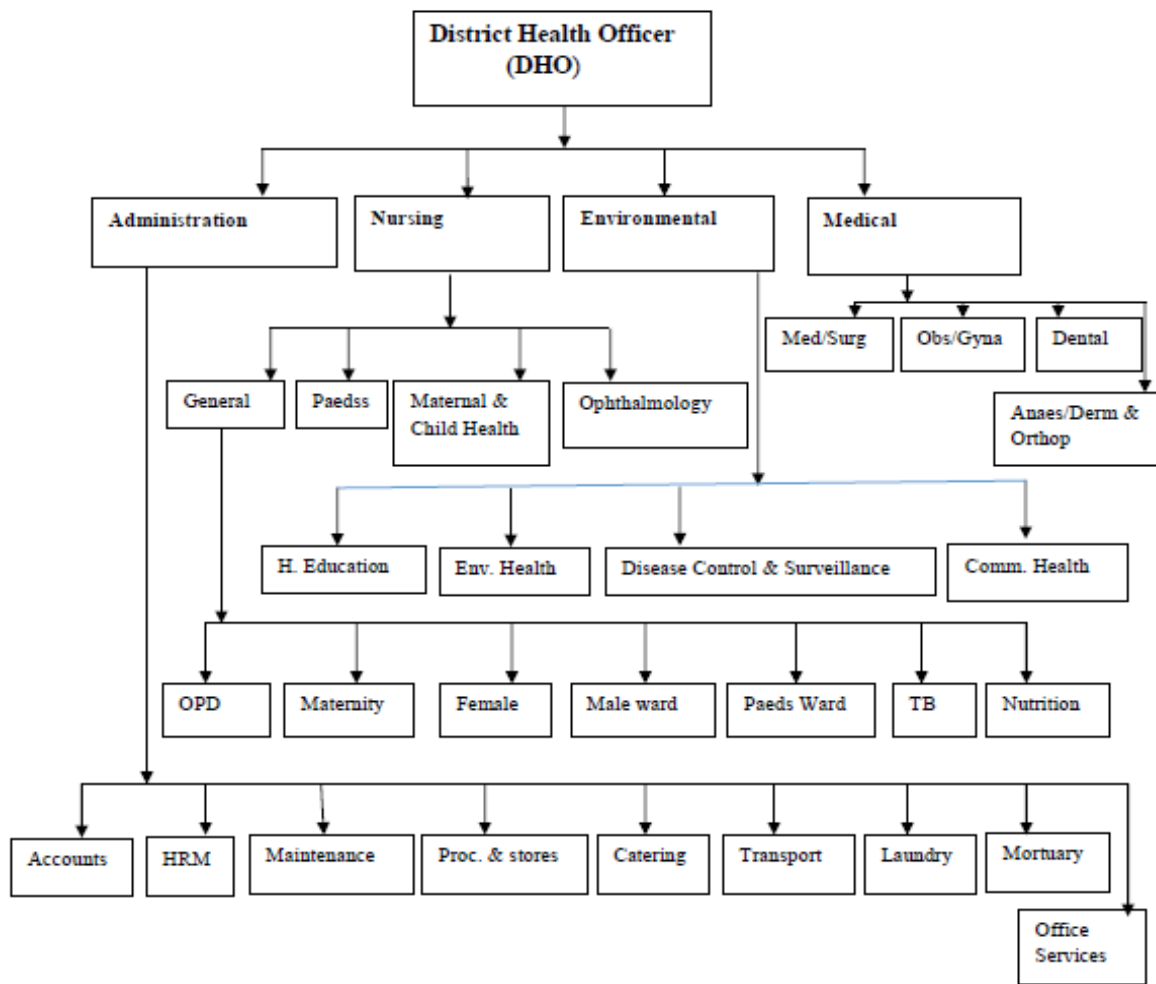 District Health Officer
(DHO)
Administration
Nursing
Environmental
Medical
Med/Surg
Obs/Gyna
Dental
General
Paedss
Maternal &
Child Health
Ophthalmology
Anaes/Derm &
Orthop
H. Education
Env. Health
Disease Control & Surveillance
Comm. Health
OPD
Maternity
Female
Male ward
Paeds Ward
TB
Nutrition
Accounts
HRM
Maintenance
Proc. & stores
Catering
Transport
Laundry
Mortuary
Office
Services